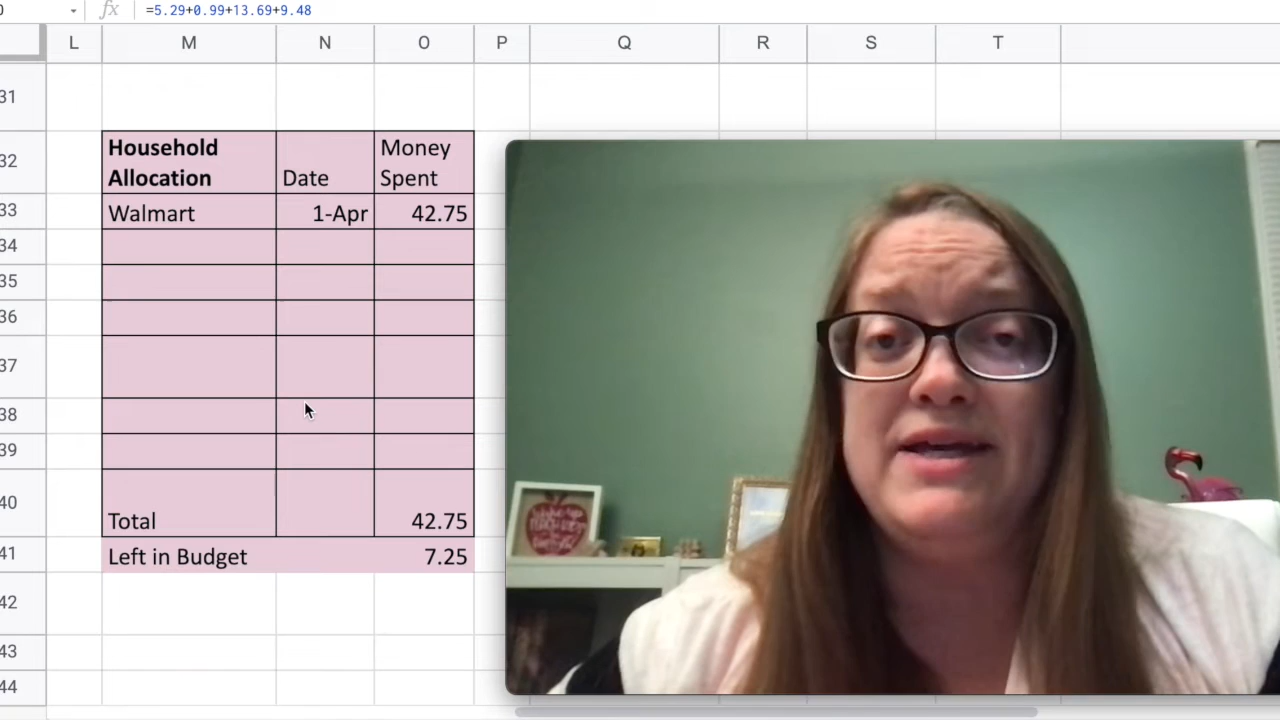 0
fx
=5.29+0.99+13.69+9.48
L M N O P Q R S T
31
32 Household Allocation Date Money Spent
33 Walmart 1-Apr 42.75
34
35
36
37
38
39
40 Total 42.75
41 Left in Budget 7.25
42
43
44